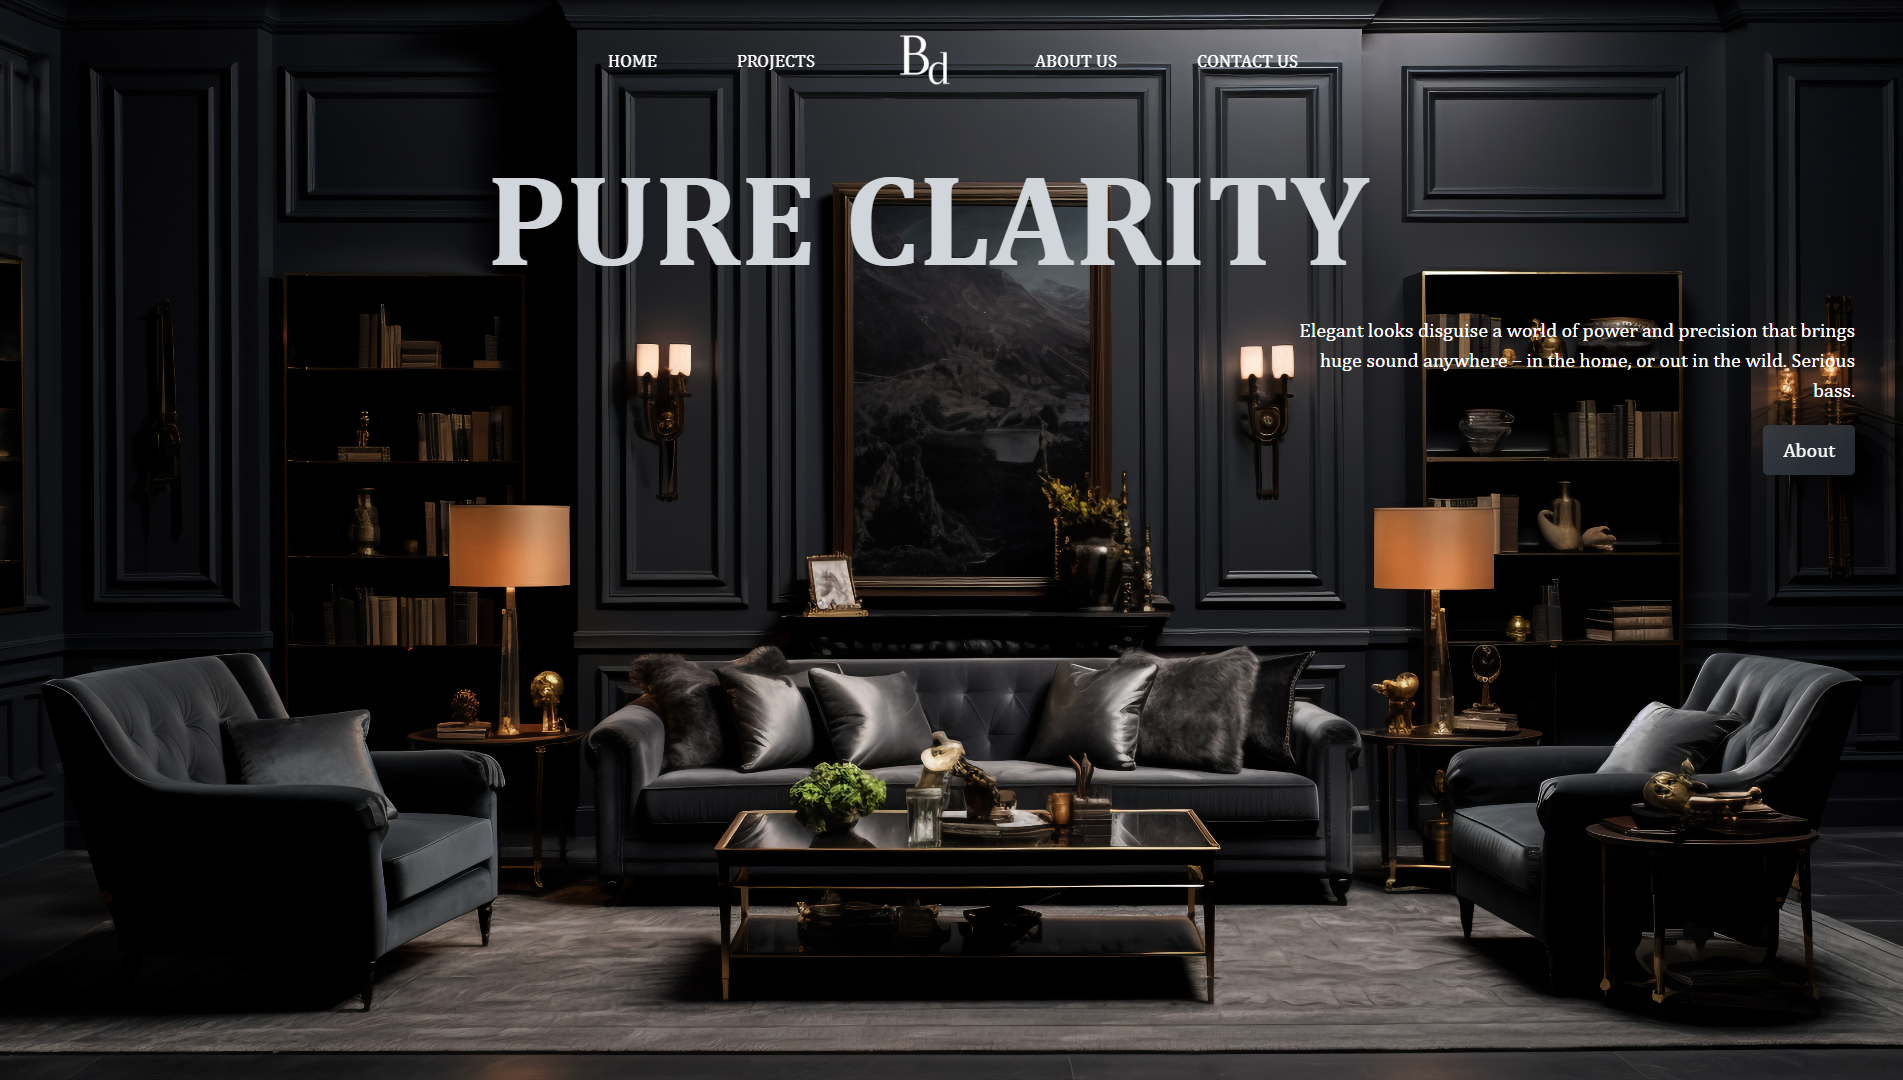 HOME PROJECTS Bd ABOUT US CONTACT US
PURE CLARITY
Elegant looks disguise a world of power and precision that brings
huge sound anywhere – in the home, or out in the wild. Serious
bass.
About